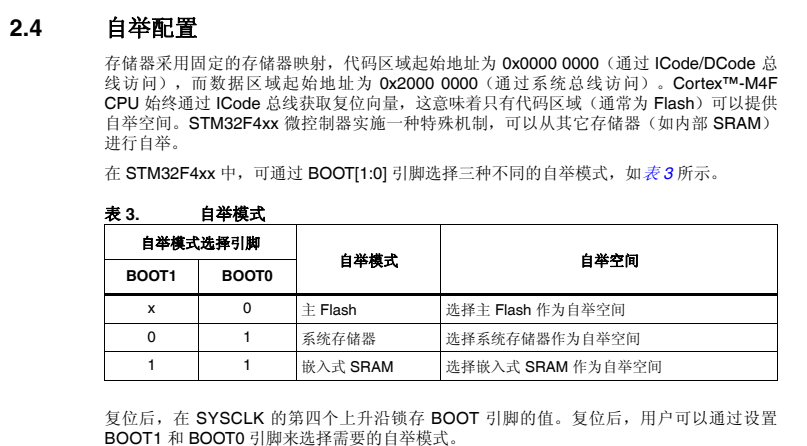 2.4 自举配置
存储器采用固定的存储器映射，代码区域起始地址为 0x0000 0000（通过 ICode/DCode 总
线访问），而数据区域起始地址为 0x2000 0000（通过系统总线访问）。Cortex™-M4F
CPU 始终通过 ICode 总线获取复位向量，这意味着只有代码区域（通常为 Flash）可以提供
自举空间。STM32F4xx 微控制器实施一种特殊机制，可以从其它存储器（如内部 SRAM）
进行自举。
在 STM32F4xx 中，可通过 BOOT[1:0] 引脚选择三种不同的自举模式，如表 3 所示。
表 3. 自举模式
自举模式选择引脚 自举模式 自举空间
BOOT1 BOOT0
x 0 主 Flash 选择主 Flash 作为自举空间
0 1 系统存储器 选择系统存储器作为自举空间
1 1 嵌入式 SRAM 选择嵌入式 SRAM 作为自举空间
复位后，在 SYSCLK 的第四个上升沿锁存 BOOT 引脚的值。复位后，用户可以通过设置
BOOT1 和 BOOT0 引脚来选择需要的自举模式。